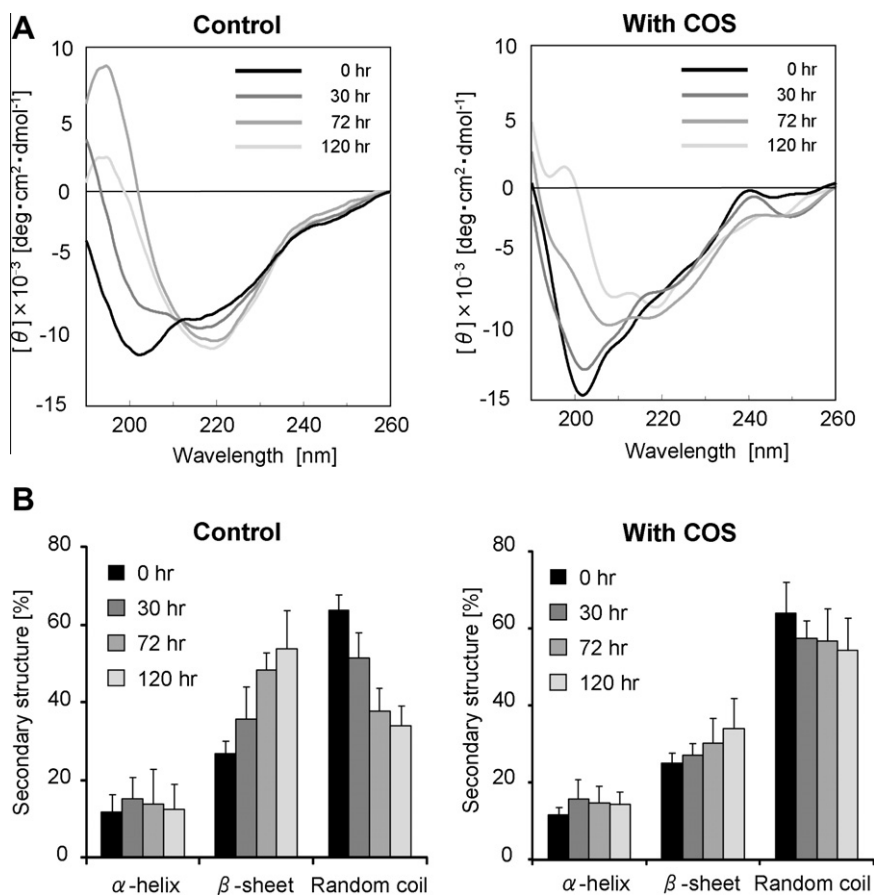 A
Control
With COS
10
5
0
-5
-10
-15
[θ]×10⁻³ [deg・cm²・dmol⁻¹]
0 hr
30 hr
72 hr
120 hr
200
220
240
260
Wavelength [nm]
10
5
0
-5
-10
-15
[θ]×10⁻³ [deg・cm²・dmol⁻¹]
0 hr
30 hr
72 hr
120 hr
200
220
240
260
Wavelength [nm]
B
Control
With COS
80
60
40
20
0
Secondary structure [%]
0 hr
30 hr
72 hr
120 hr
α-helix
β-sheet
Random coil
80
60
40
20
0
Secondary structure [%]
0 hr
30 hr
72 hr
120 hr
α-helix
β-sheet
Random coil